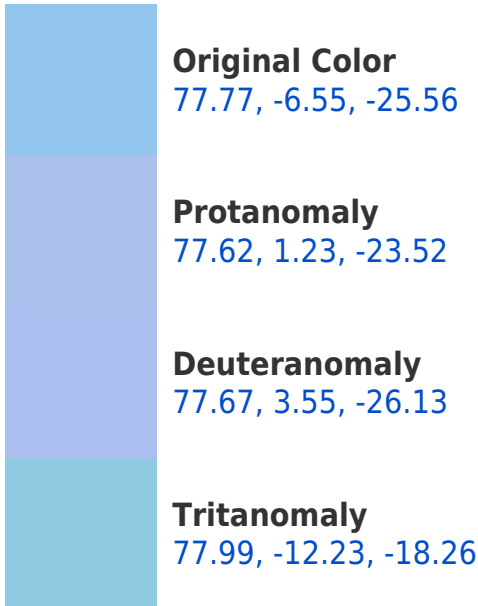 Original Color
77.77, -6.55, -25.56
Protanomaly
77.62, 1.23, -23.52
Deuteranomaly
77.67, 3.55, -26.13
Tritanomaly
77.99, -12.23, -18.26